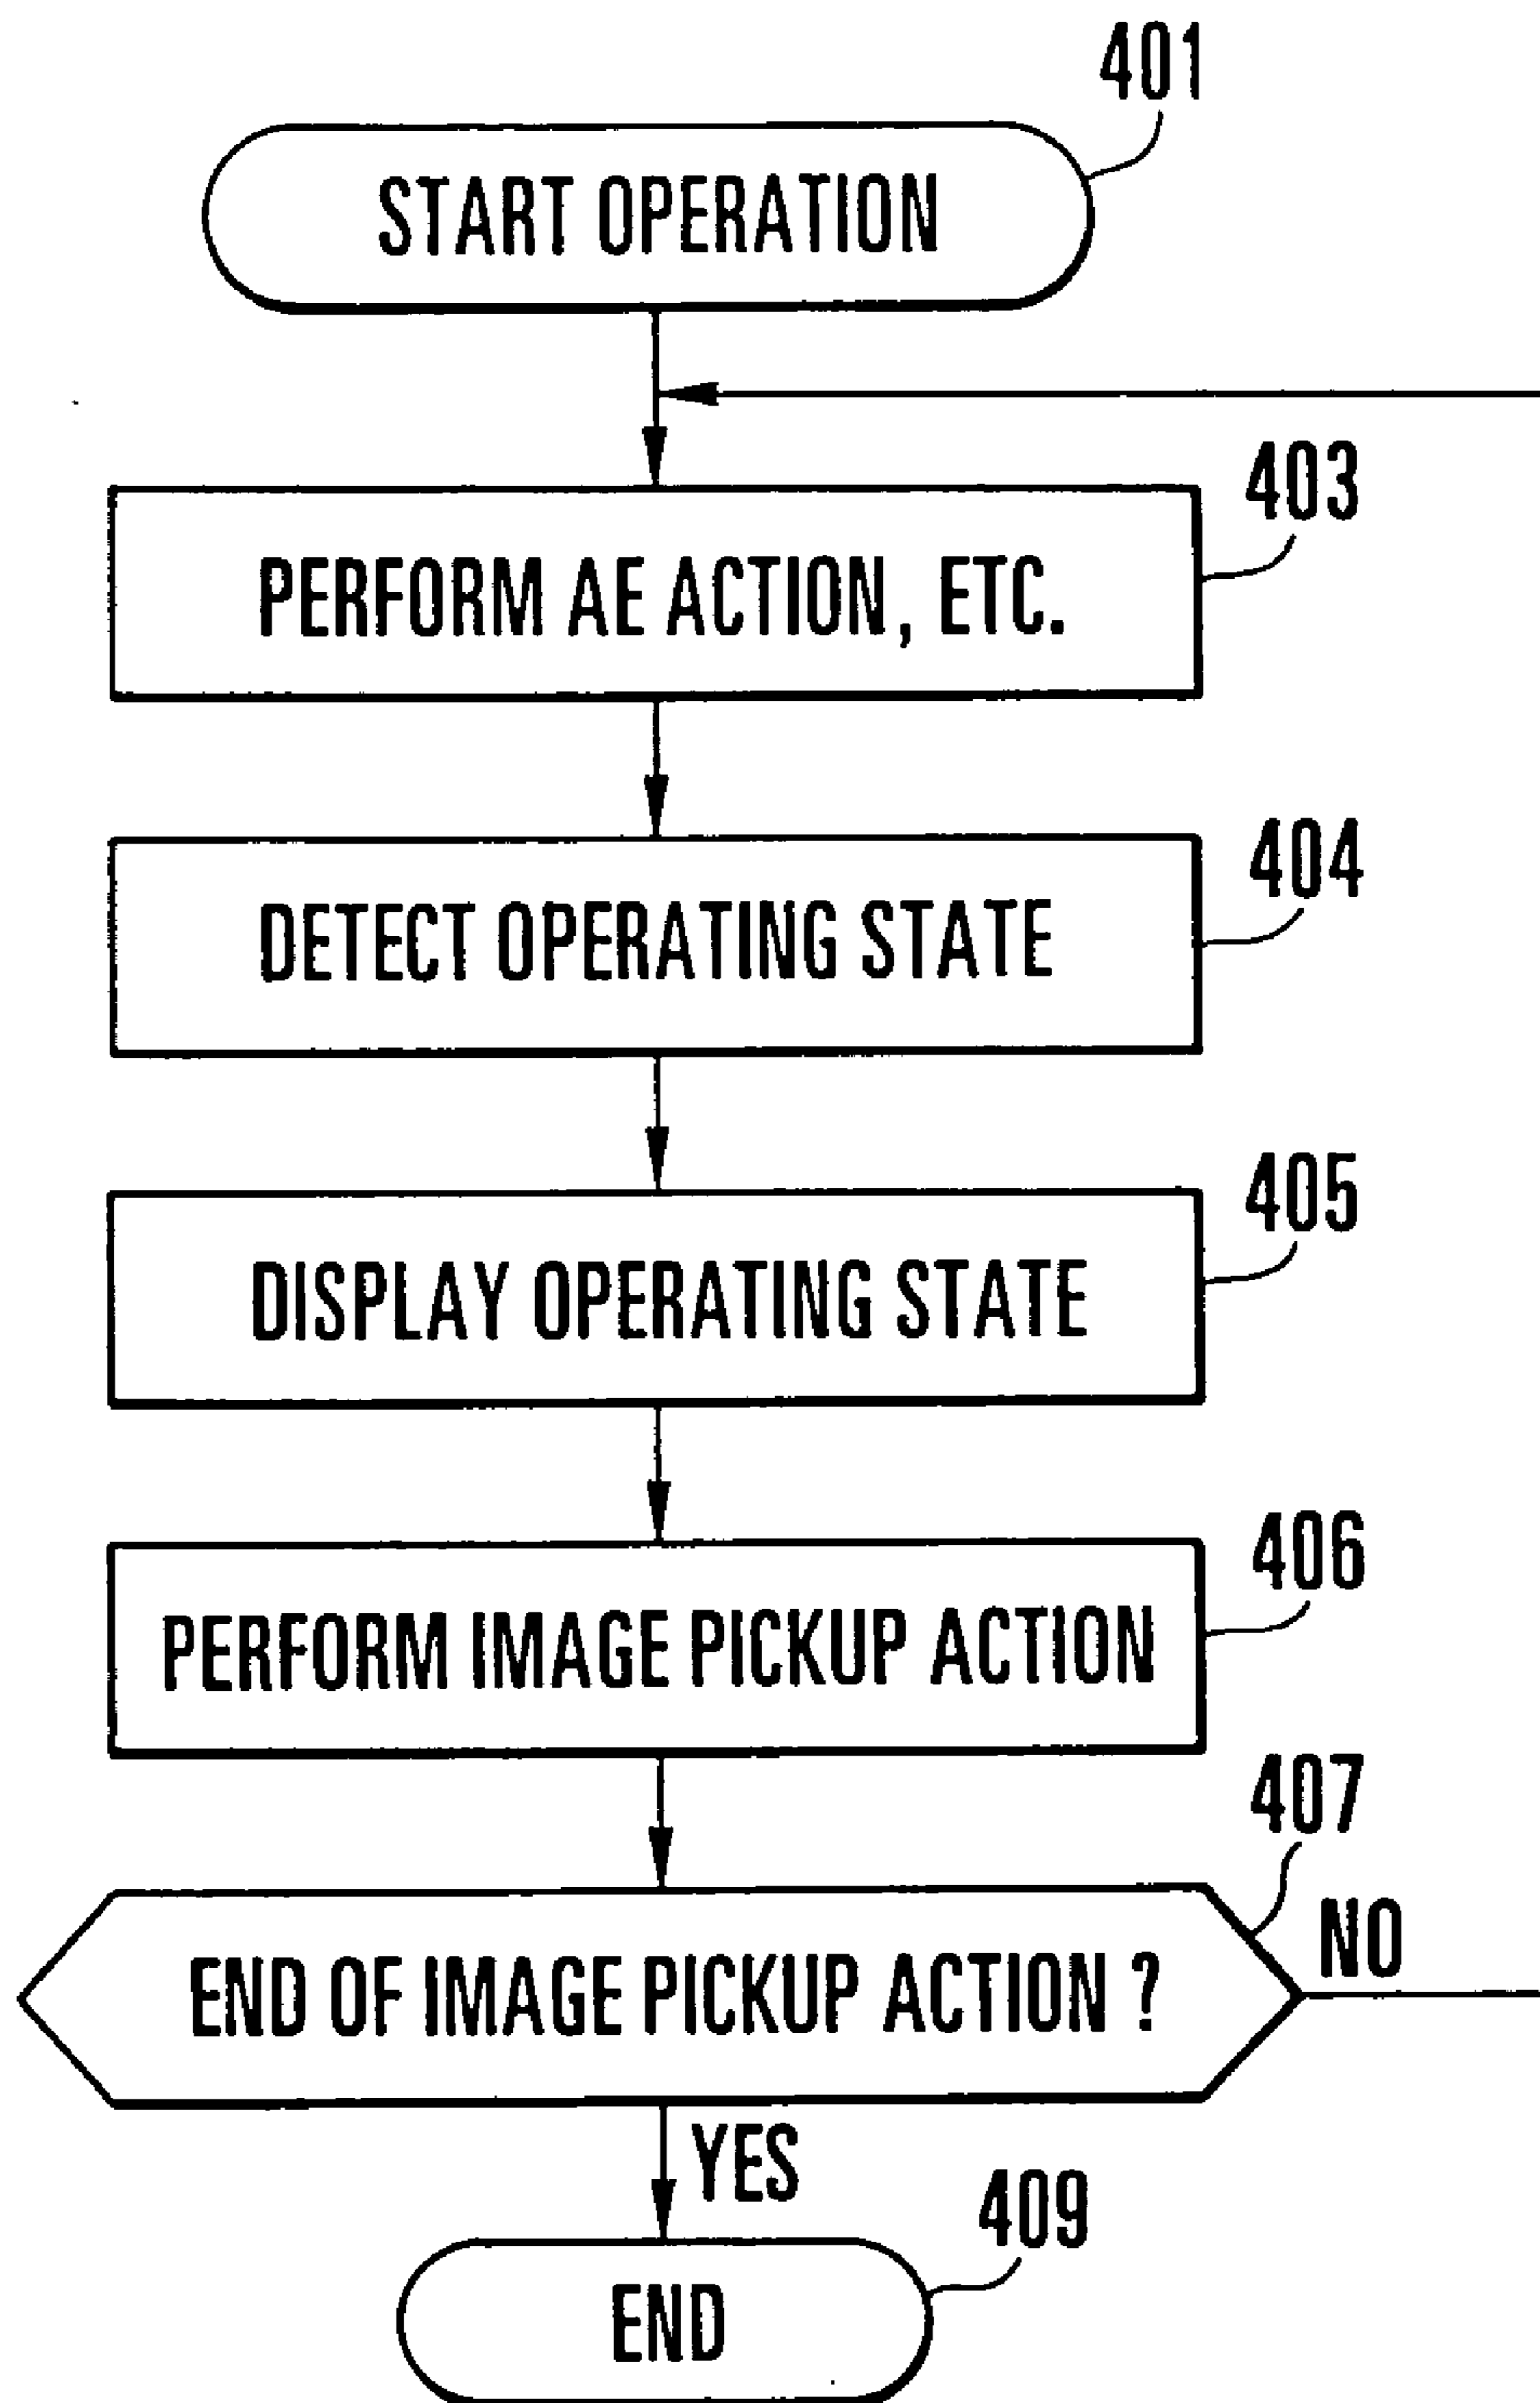 401
START OPERATION
403
PERFORM AE ACTION, ETC.
404
DETECT OPERATING STATE
405
DISPLAY OPERATING STATE
406
PERFORM IMAGE PICKUP ACTION
407
NO
END OF IMAGE PICKUP ACTION ?
YES
409
END